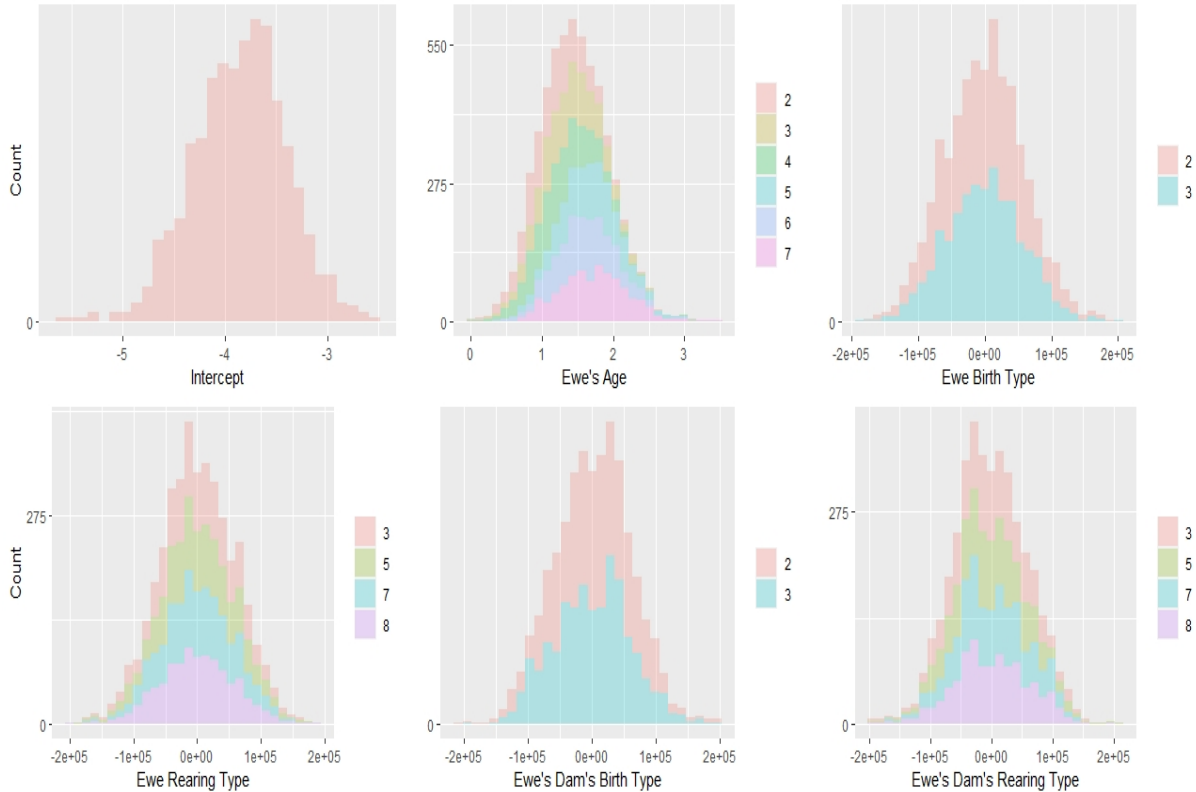 Count
0
-5
-4
-3
Intercept
550
275
0
0
1
2
3
Ewe's Age
2
3
4
5
6
7
0
-2e+05
-1e+05
0e+00
1e+05
2e+05
Ewe Birth Type
2
3
Count
275
0
-2e+05
-1e+05
0e+00
1e+05
2e+05
Ewe Rearing Type
3
5
7
8
0
-2e+05
-1e+05
0e+00
1e+05
2e+05
Ewe's Dam's Birth Type
2
3
275
0
-2e+05
-1e+05
0e+00
1e+05
2e+05
Ewe's Dam's Rearing Type
3
5
7
8